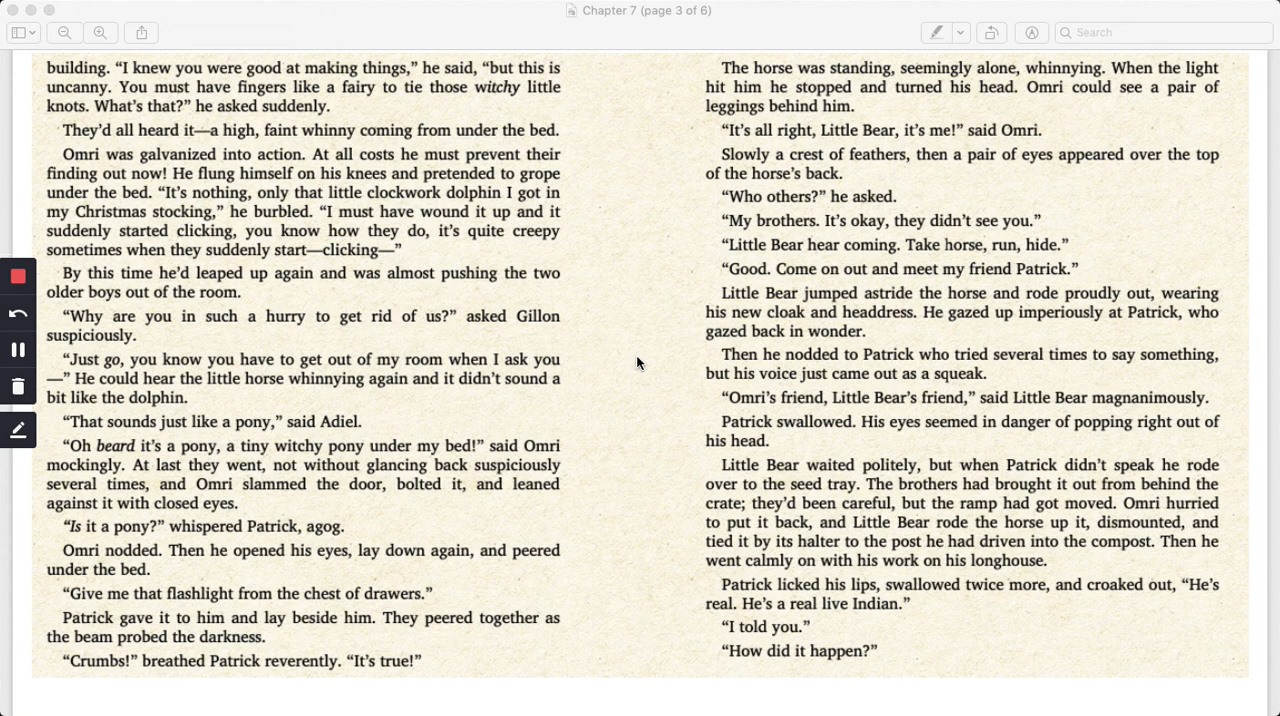 Chapter 7 (page 3 of 6)
Search
building. “I knew you were good at making things,” he said, “but this is
uncanny. You must have fingers like a fairy to tie those witchy little
knots. What’s that?” he asked suddenly.
They’d all heard it—a high, faint whinny coming from under the bed.
Omri was galvanized into action. At all costs he must prevent their
finding out now! He flung himself on his knees and pretended to grope
under the bed. “It’s nothing, only that little clockwork dolphin I got in
my Christmas stocking,” he burbled. “I must have wound it up and it
suddenly started clicking, you know how they do, it’s quite creepy
sometimes when they suddenly start—clicking—”
By this time he’d leaped up again and was almost pushing the two
older boys out of the room.
“Why are you in such a hurry to get rid of us?” asked Gillon
suspiciously.
“Just go, you know you have to get out of my room when I ask you
—” He could hear the little horse whinnying again and it didn’t sound a
bit like the dolphin.
“That sounds just like a pony,” said Adiel.
“Oh beard it’s a pony, a tiny witchy pony under my bed!” said Omri
mockingly. At last they went, not without glancing back suspiciously
several times, and Omri slammed the door, bolted it, and leaned
against it with closed eyes.
“Is it a pony?” whispered Patrick, agog.
Omri nodded. Then he opened his eyes, lay down again, and peered
under the bed.
“Give me that flashlight from the chest of drawers.”
Patrick gave it to him and lay beside him. They peered together as
the beam probed the darkness.
“Crumbs!” breathed Patrick reverently. “It’s true!”
The horse was standing, seemingly alone, whinnying. When the light
hit him he stopped and turned his head. Omri could see a pair of
leggings behind him.
“It’s all right, Little Bear, it’s me!” said Omri.
Slowly a crest of feathers, then a pair of eyes appeared over the top
of the horse’s back.
“Who others?” he asked.
“My brothers. It’s okay, they didn’t see you.”
“Little Bear hear coming. Take horse, run, hide.”
“Good. Come on out and meet my friend Patrick.”
Little Bear jumped astride the horse and rode proudly out, wearing
his new cloak and headdress. He gazed up imperiously at Patrick, who
gazed back in wonder.
Then he nodded to Patrick who tried several times to say something,
but his voice just came out as a squeak.
“Omri’s friend, Little Bear’s friend,” said Little Bear magnanimously.
Patrick swallowed. His eyes seemed in danger of popping right out of
his head.
Little Bear waited politely, but when Patrick didn’t speak he rode
over to the seed tray. The brothers had brought it out from behind the
crate; they’d been careful, but the ramp had got moved. Omri hurried
to put it back, and Little Bear rode the horse up it, dismounted, and
tied it by its halter to the post he had driven into the compost. Then he
went calmly on with his work on his longhouse.
Patrick licked his lips, swallowed twice more, and croaked out, “He’s
real. He’s a real live Indian.”
“I told you.”
“How did it happen?”